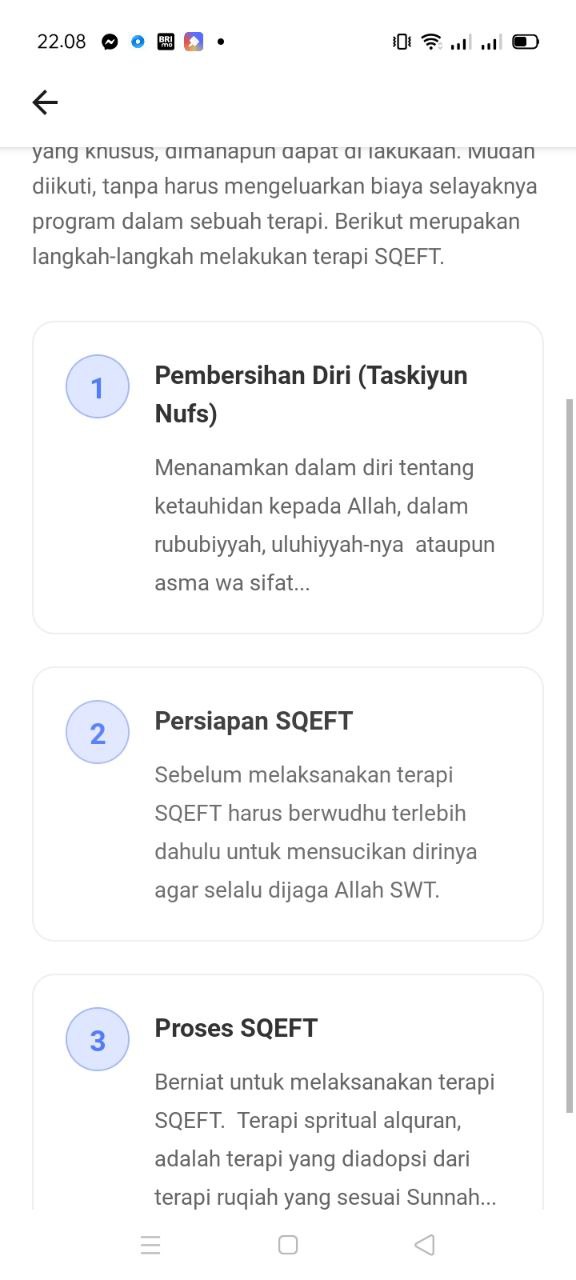 22.08
BRI
mo
yang khusus, dimanapun dapat di lakukaan. Mudah
diikuti, tanpa harus mengeluarkan biaya selayaknya
program dalam sebuah terapi. Berikut merupakan
langkah-langkah melakukan terapi SQEFT.
1
Pembersihan Diri (Taskiyun
Nufs)
Menanamkan dalam diri tentang
ketauhidan kepada Allah, dalam
rububiyyah, uluhiyyah-nya  ataupun
asma wa sifat...
2
Persiapan SQEFT
Sebelum melaksanakan terapi
SQEFT harus berwudhu terlebih
dahulu untuk mensucikan dirinya
agar selalu dijaga Allah SWT.
3
Proses SQEFT
Berniat untuk melaksanakan terapi
SQEFT.  Terapi spritual alquran,
adalah terapi yang diadopsi dari
terapi ruqiah yang sesuai Sunnah...